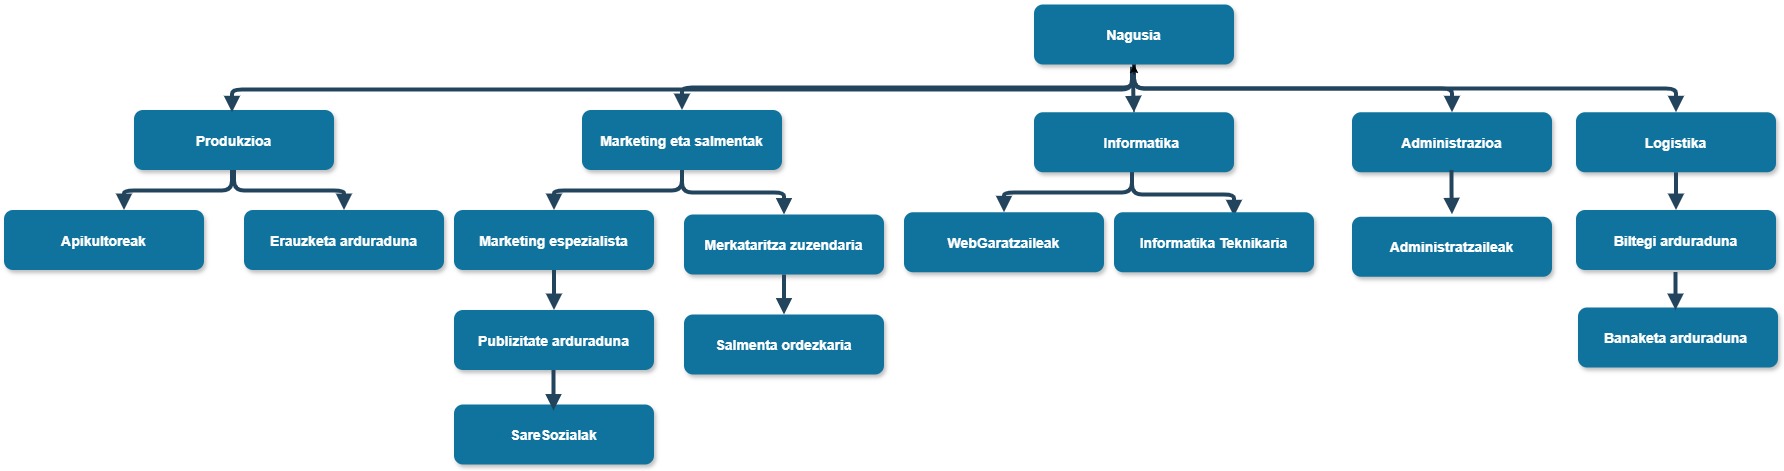 Nagusia
Produkzioa
Marketing eta salmentak
Informatika
Administrazioa
Logistika
Apikultoreak
Erauzketa arduraduna
Marketing espezialista
Merkataritza zuzendaria
WebGaratzaileak
Informatika Teknikaria
Administratzaileak
Biltegi arduraduna
Publizitate arduraduna
Salmenta ordezkaria
Banaketa arduraduna
SareSozialak